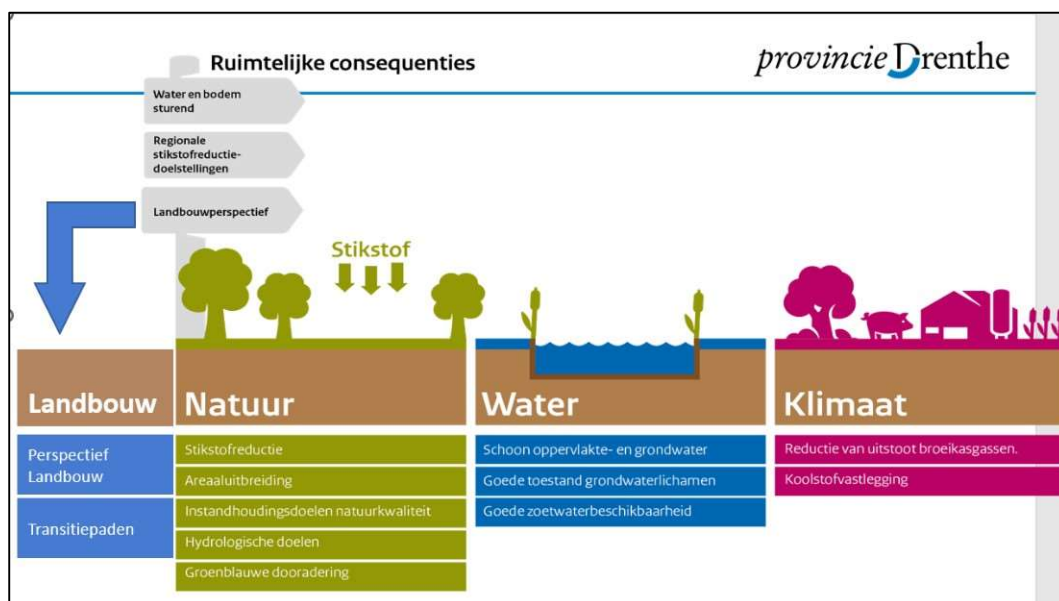 Ruimtelijke consequenties
provincie Drenthe
Water en bodem
sturend
Regionale
stikstofreductie-
doelstellingen
Landbouwperspectief
Stikstof
Landbouw
Natuur
Water
Klimaat
Perspectief
Landbouw
Transitiepaden
Stikstofreductie
Areaaluitbreiding
Instandhoudingsdoelen natuurkwaliteit
Hydrologische doelen
Groenblauwe dooradering
Schoon oppervlakte- en grondwater
Goede toestand grondwaterlichamen
Goede zoetwaterbeschikbaarheid
Reductie van uitstoot broeikasgassen.
Koolstofvastlegging